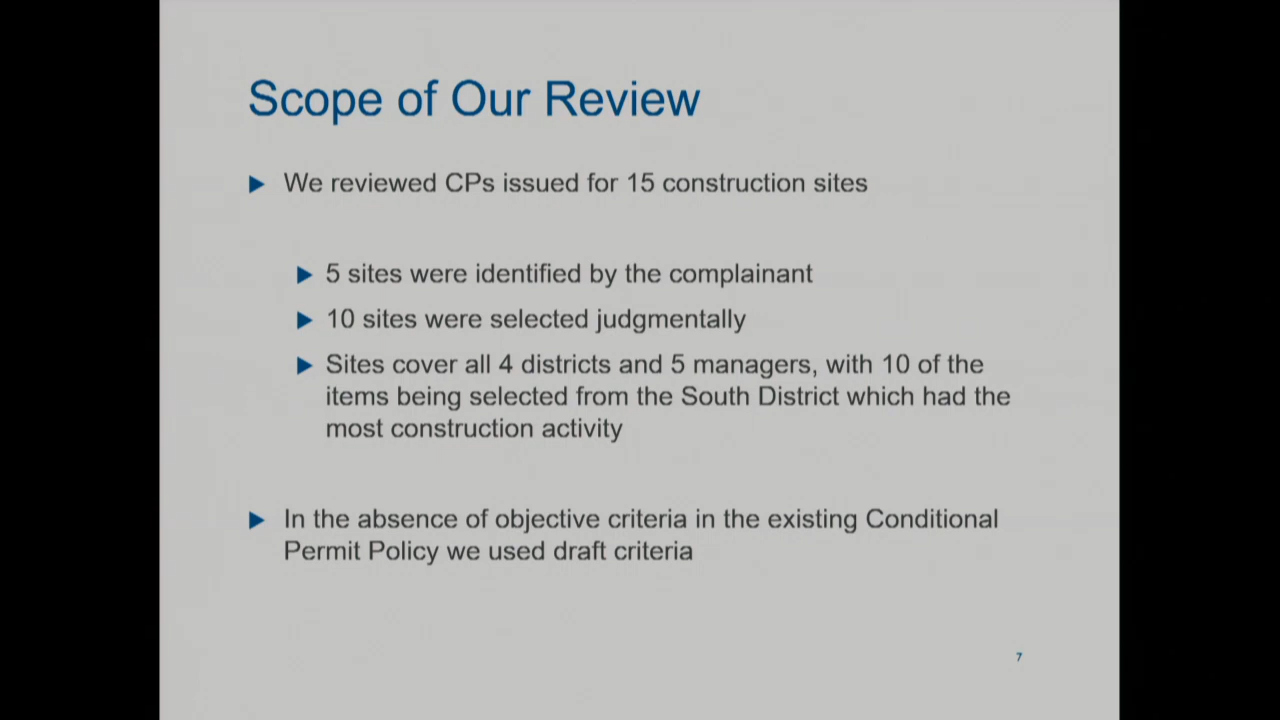 Scope of Our Review
We reviewed CPs issued for 15 construction sites
5 sites were identified by the complainant
10 sites were selected judgmentally
Sites cover all 4 districts and 5 managers, with 10 of the
items being selected from the South District which had the
most construction activity
In the absence of objective criteria in the existing Conditional
Permit Policy we used draft criteria
7